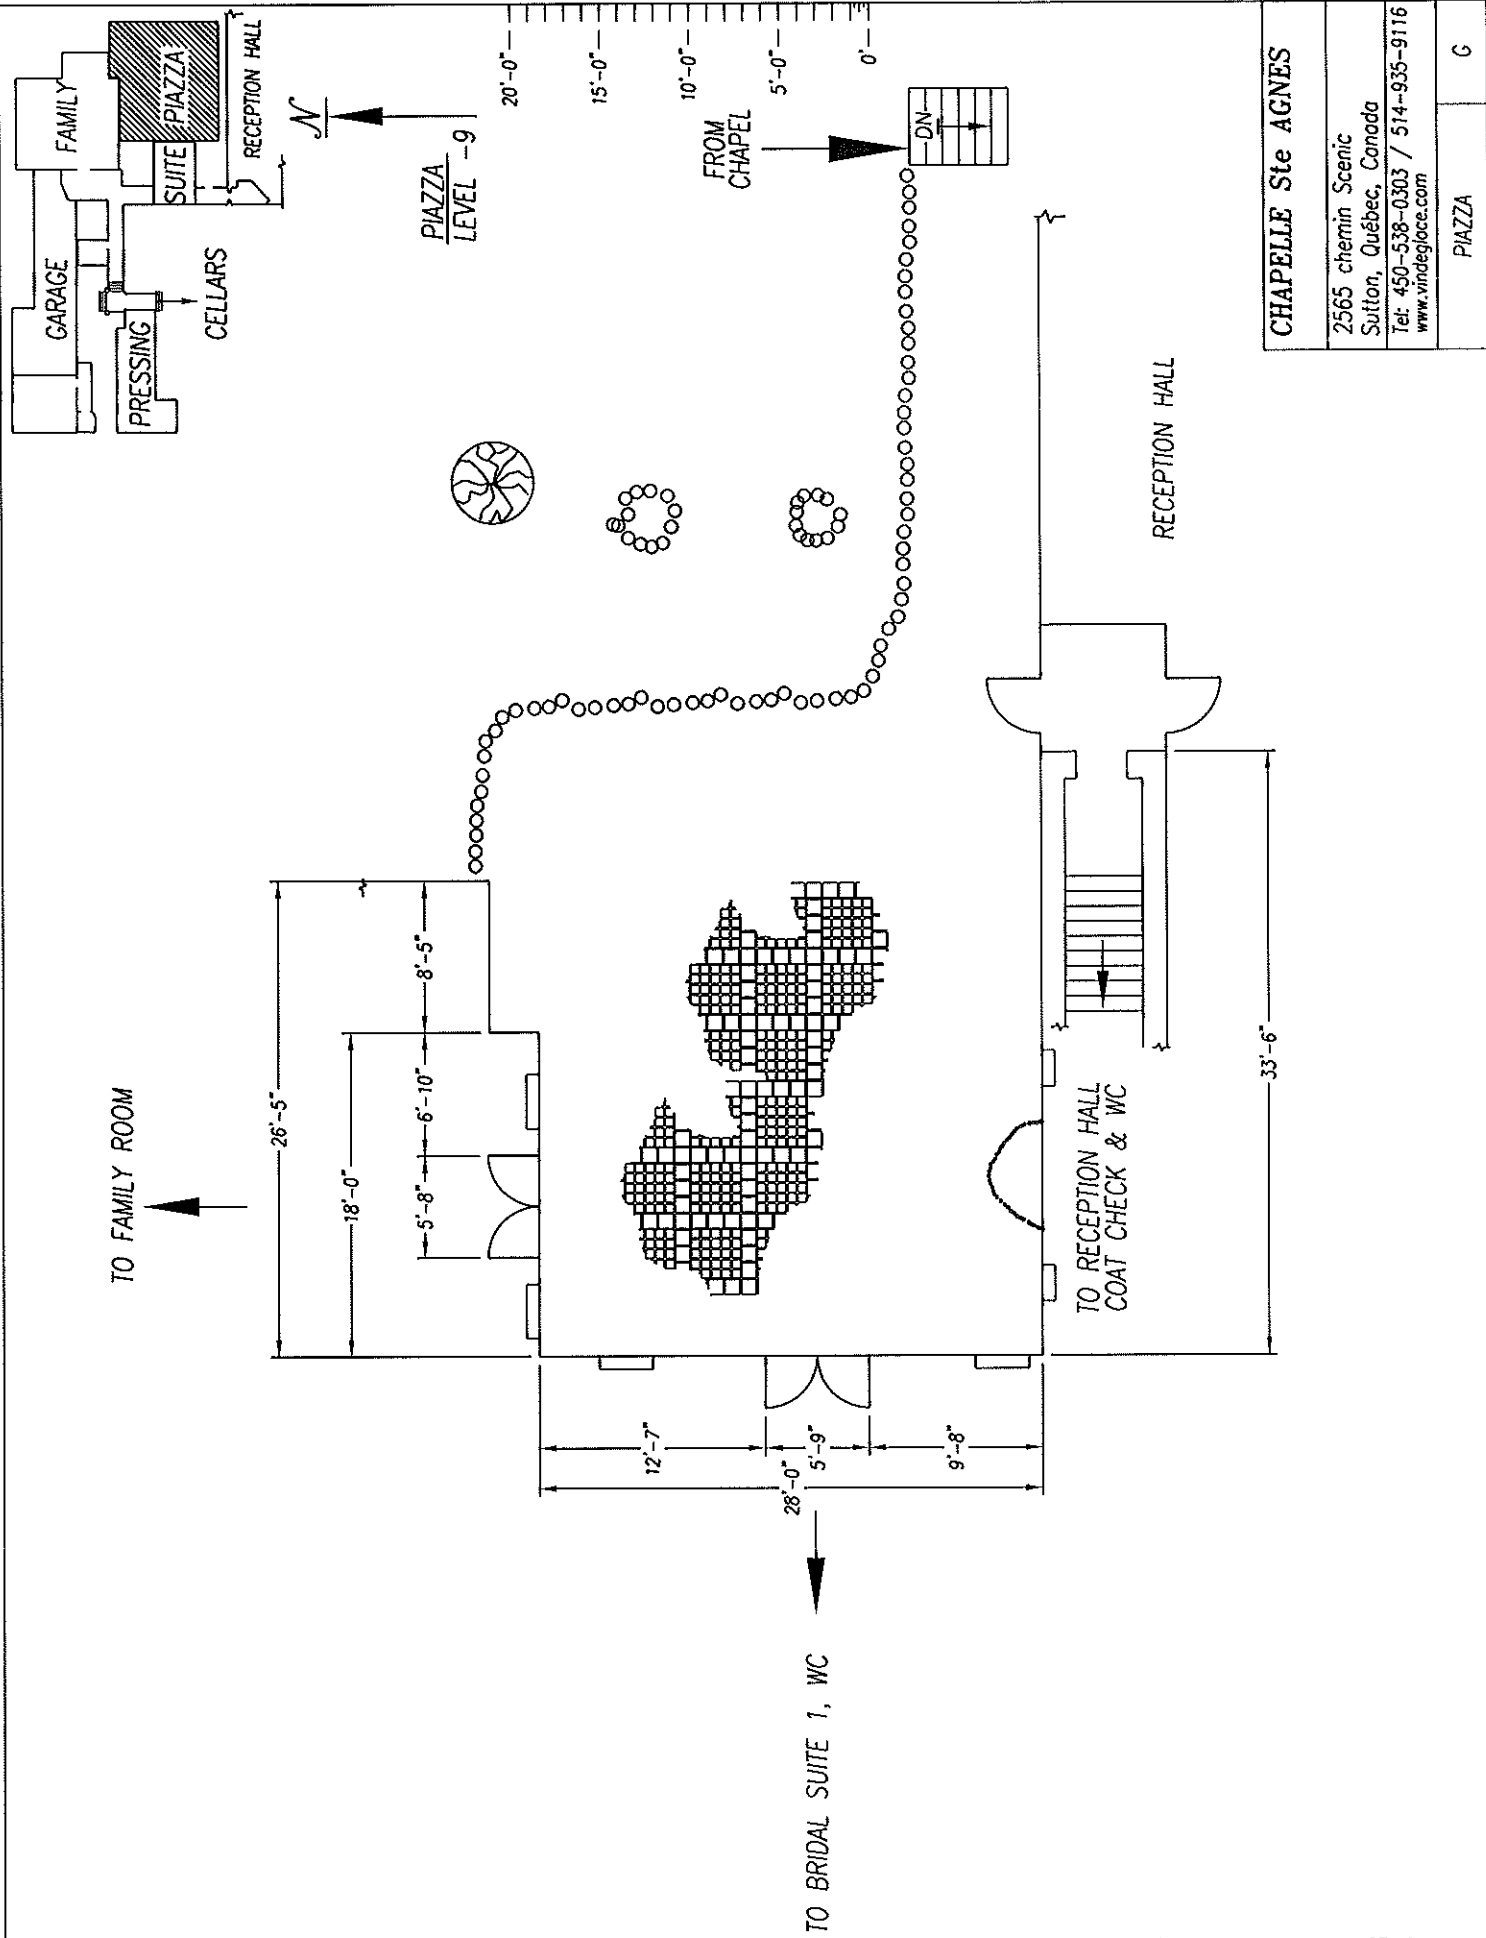 FAMILY
PIAZZA
SUITE
RECEPTION HALL
GARAGE
PRESSING
CELLARS
N
PIAZZA
LEVEL -9
20'-0"
15'-0"
10'-0"
5'-0"
0'
FROM
CHAPEL
DN
TO FAMILY ROOM
26'-5"
18'-0"
8'-5"
6'-10"
5'-8"
12'-7"
5'-9"
9'-8"
28'-0"
33'-6"
TO BRIDAL SUITE 1, WC
TO RECEPTION HALL
COAT CHECK & WC
RECEPTION HALL
CHAPELLE Ste AGNES
2565 chemin Scenic
Sutton, Québec, Canada
Tel: 450-538-0303 / 514-935-9116
www.vindeglace.com
PIAZZA
G